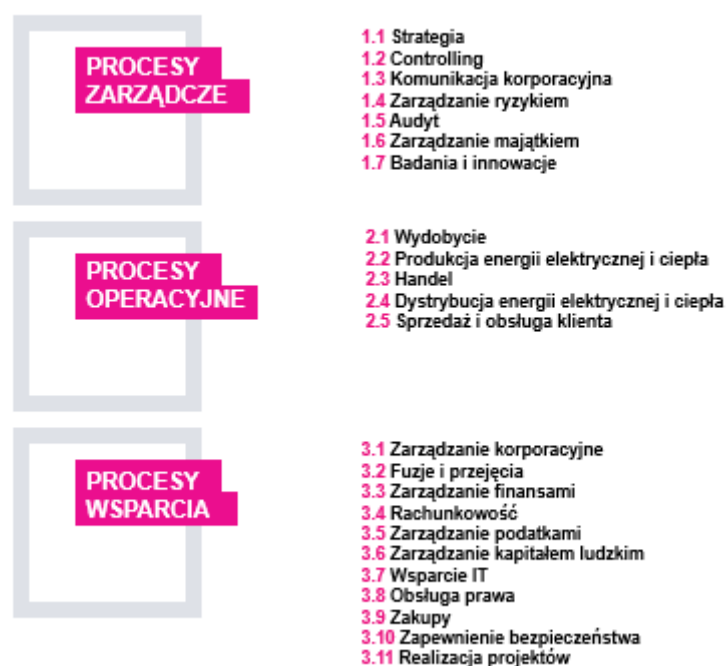 PROCESY
ZARZĄDCZE
1.1 Strategia
1.2 Controlling
1.3 Komunikacja korporacyjna
1.4 Zarządzanie ryzykiem
1.5 Audyt
1.6 Zarządzanie majątkiem
1.7 Badania i innowacje
PROCESY
OPERACYJNE
2.1 Wydobycie
2.2 Produkcja energii elektrycznej i ciepła
2.3 Handel
2.4 Dystrybucja energii elektrycznej i ciepła
2.5 Sprzedaż i obsługa klienta
PROCESY
WSPARCIA
3.1 Zarządzanie korporacyjne
3.2 Fuzje i przejęcia
3.3 Zarządzanie finansami
3.4 Rachunkowość
3.5 Zarządzanie podatkami
3.6 Zarządzanie kapitałem ludzkim
3.7 Wsparcie IT
3.8 Obsługa prawa
3.9 Zakupy
3.10 Zapewnienie bezpieczeństwa
3.11 Realizacja projektów